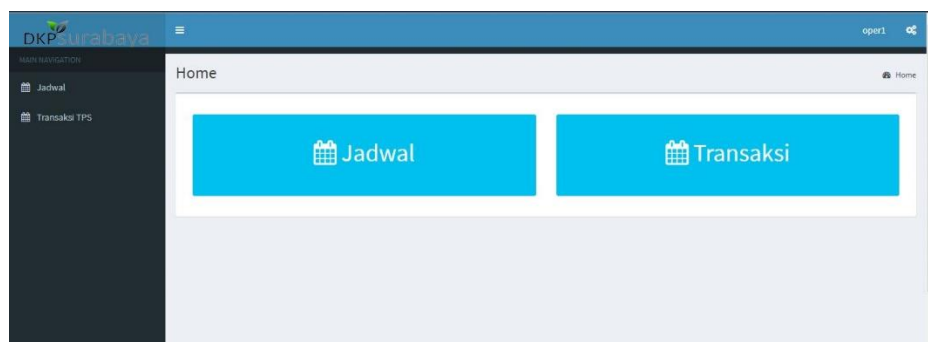 DKPSurabaya
oper1
MAIN NAVIGATION
Jadwal
Transaksi TPS
Home
Home
Jadwal
Transaksi